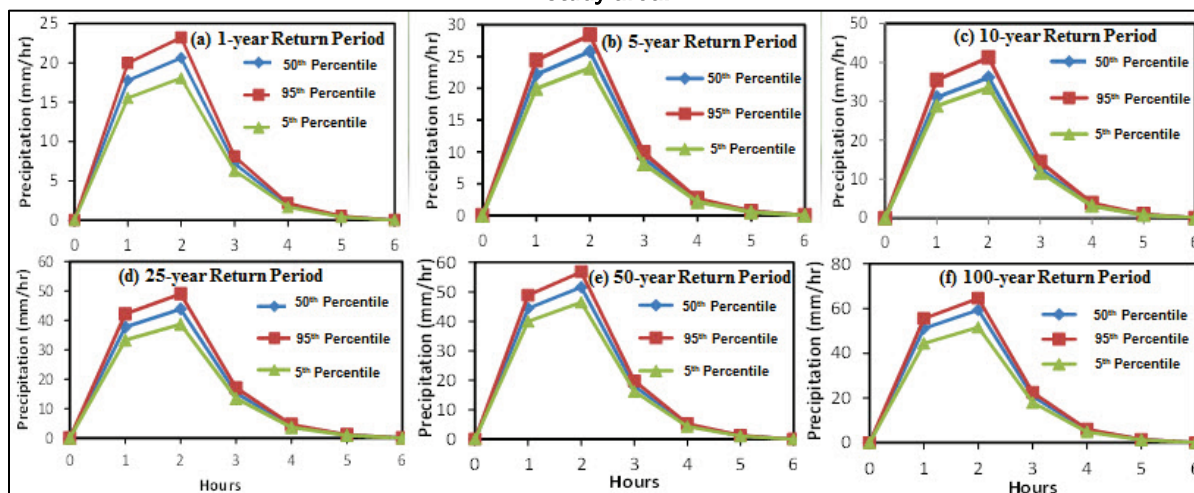 study area.
(a) 1-year Return Period
50th Percentile
95th Percentile
5th Percentile
Precipitation (mm/hr)
25
20
15
10
5
0
0 1 2 3 4 5 6
(b) 5-year Return Period
50th Percentile
95th Percentile
5th Percentile
Precipitation (mm/hr)
30
25
20
15
10
5
0
0 1 2 3 4 5 6
(c) 10-year Return Period
50th Percentile
95th Percentile
5th Percentile
Precipitation (mm/hr)
50
40
30
20
10
0
0 1 2 3 4 5 6
(d) 25-year Return Period
50th Percentile
95th Percentile
5th Percentile
Precipitation (mm/hr)
60
50
40
30
20
10
0
0 1 2 3 4 5 6
Hours
(e) 50-year Return Period
50th Percentile
95th Percentile
5th Percentile
Precipitation (mm/hr)
60
50
40
30
20
10
0
0 1 2 3 4 5 6
Hours
(f) 100-year Return Period
50th Percentile
95th Percentile
5th Percentile
Precipitation (mm/hr)
80
60
40
20
0
0 1 2 3 4 5 6
Hours